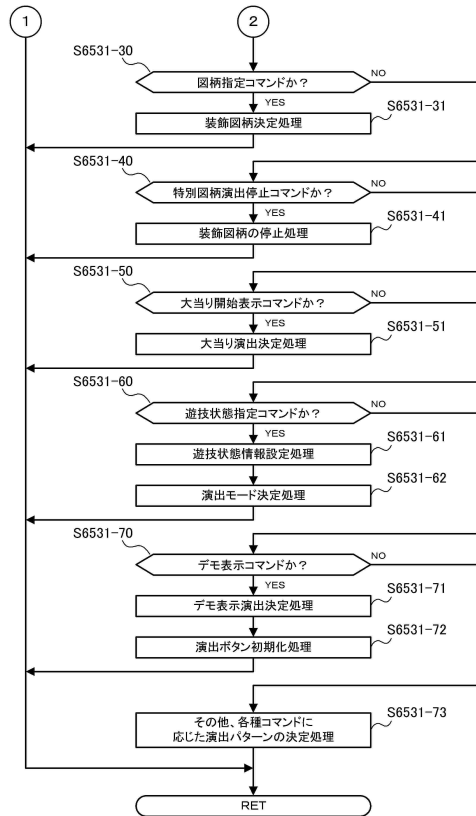 1
2
S6531-30
図柄指定コマンドか？
NO
YES
装飾図柄決定処理
S6531-31
S6531-40
特別図柄演出停止コマンドか？
NO
YES
装飾図柄の停止処理
S6531-41
S6531-50
大当り開始表示コマンドか？
NO
YES
大当り演出決定処理
S6531-51
S6531-60
遊技状態指定コマンドか？
NO
YES
遊技状態情報設定処理
S6531-61
演出モード決定処理
S6531-62
S6531-70
デモ表示コマンドか？
NO
YES
デモ表示演出決定処理
S6531-71
演出ボタン初期化処理
S6531-72
その他、各種コマンドに
応じた演出パターンの決定処理
S6531-73
RET